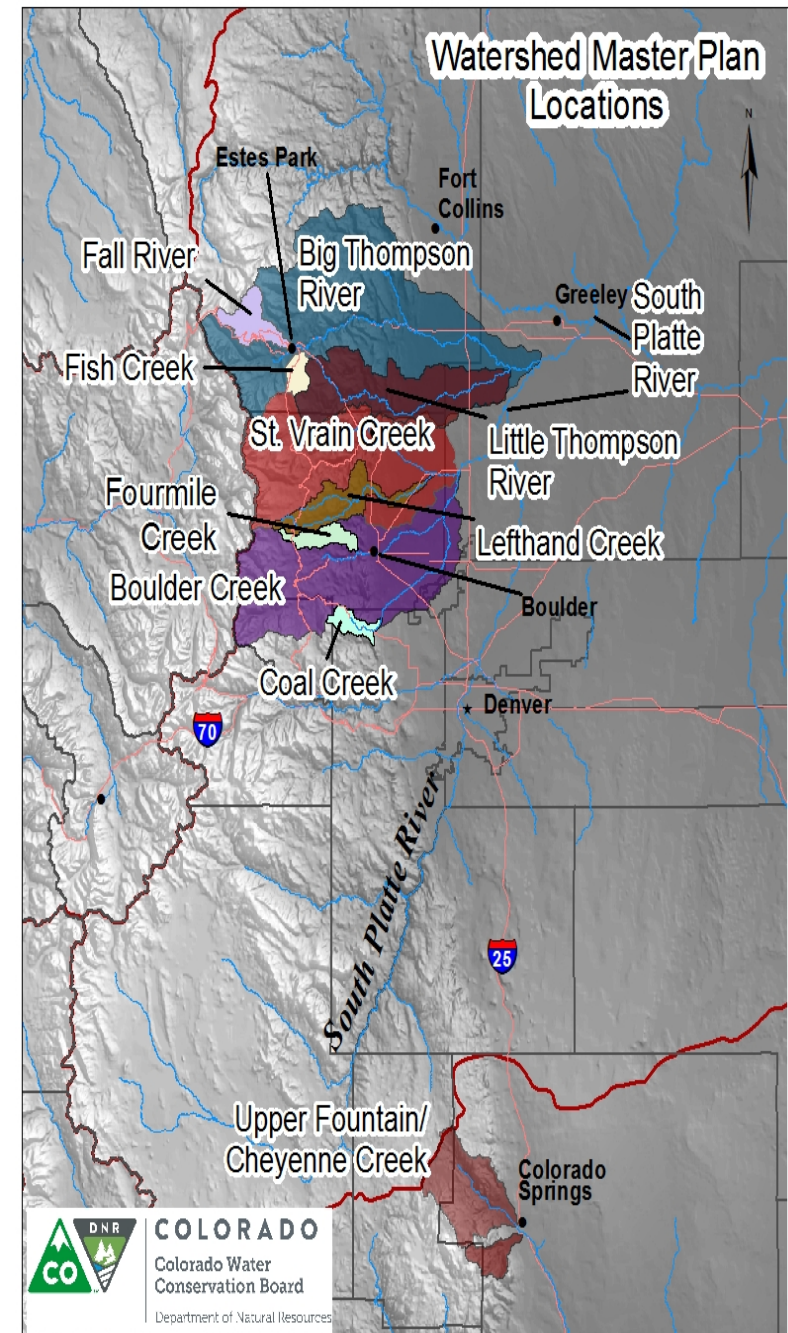 Watershed Master Plan
Locations
N
Estes Park
Fort
Collins
Fall River
Big Thompson
River
Greeley
South
Platte
River
Fish Creek
St. Vrain Creek
Little Thompson
River
Fourmile
Creek
Lefthand Creek
Boulder Creek
Boulder
Coal Creek
Denver
70
South Platte River
25
Upper Fountain/
Cheyenne Creek
Colorado
Springs
DNR
CO
COLORADO
Colorado Water
Conservation Board
Department of Natural Resources